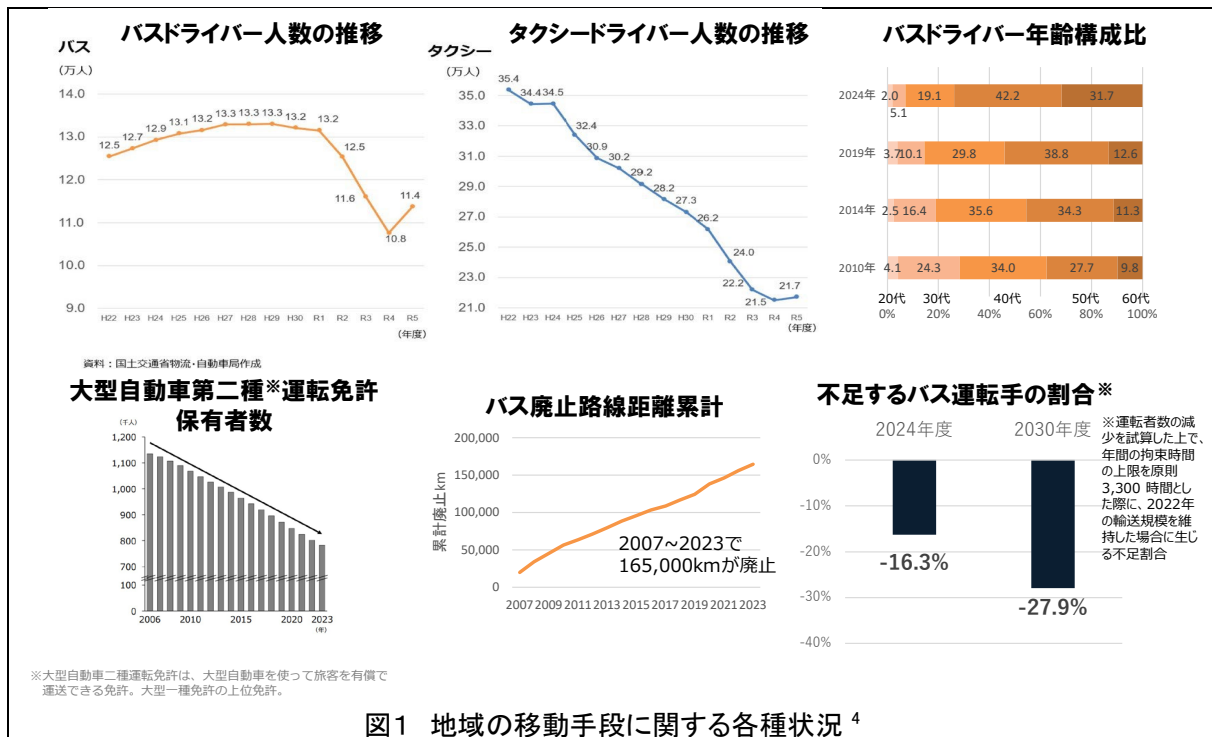 バスドライバー人数の推移
バス
(万人)
14.0
13.0
12.0
11.0
10.0
9.0
12.5 12.7 12.9 13.1 13.2 13.3 13.3 13.3 13.2 13.2 12.5 11.6 10.8 11.4
H22 H23 H24 H25 H26 H27 H28 H29 H30 R1 R2 R3 R4 R5
(年度)
資料：国土交通省物流・自動車局作成
タクシードライバー人数の推移
タクシー
(万人)
35.0
33.0
31.0
29.0
27.0
25.0
23.0
21.0
35.4 34.4 34.5 32.4 30.9 30.2 29.2 28.2 27.3 26.2 24.0 22.2 21.5 21.7
H22 H23 H24 H25 H26 H27 H28 H29 H30 R1 R2 R3 R4 R5
(年度)
バスドライバー年齢構成比
2024年 2.0 5.1 19.1 42.2 31.7
2019年 3.7 10.1 29.8 38.8 12.6
2014年 2.5 16.4 35.6 34.3 11.3
2010年 4.1 24.3 34.0 27.7 9.8
20代 30代 40代 50代 60代
0% 20% 40% 60% 80% 100%
大型自動車第二種※運転免許
保有者数
(千人)
1,200
1,100
1,000
900
800
700
100
0
2006 2010 2015 2020 2023
(年)
※大型自動車二種運転免許は、大型自動車を使って旅客を有償で
運送できる免許。大型一種免許の上位免許。
バス廃止路線距離累計
累計廃止km
200,000
150,000
100,000
50,000
0
2007~2023で
165,000kmが廃止
2007 2009 2011 2013 2015 2017 2019 2021 2023
不足するバス運転手の割合※
2024年度 2030年度
0%
-10%
-20%
-30%
-40%
-16.3%
-27.9%
※運転者数の減
少を試算した上で、
年間の拘束時間
の上限を原則
3,300 時間とし
た際に、2022年
の輸送規模を維
持した場合に生じ
る不足割合
図1 地域の移動手段に関する各種状況 4